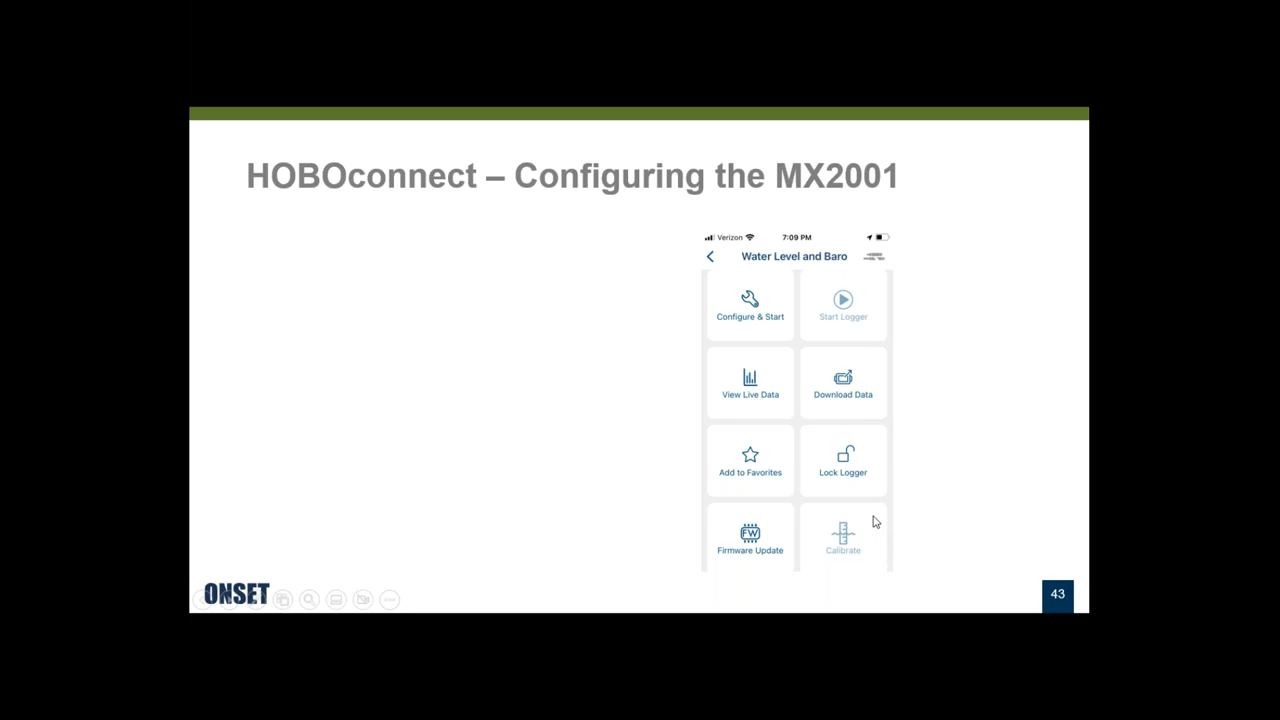 HOBOconnect – Configuring the MX2001
Verizon 7:09 PM
Water Level and Baro
Configure & Start Start Logger
View Live Data Download Data
Add to Favorites Lock Logger
FW
Firmware Update Calibrate
ONSET
43